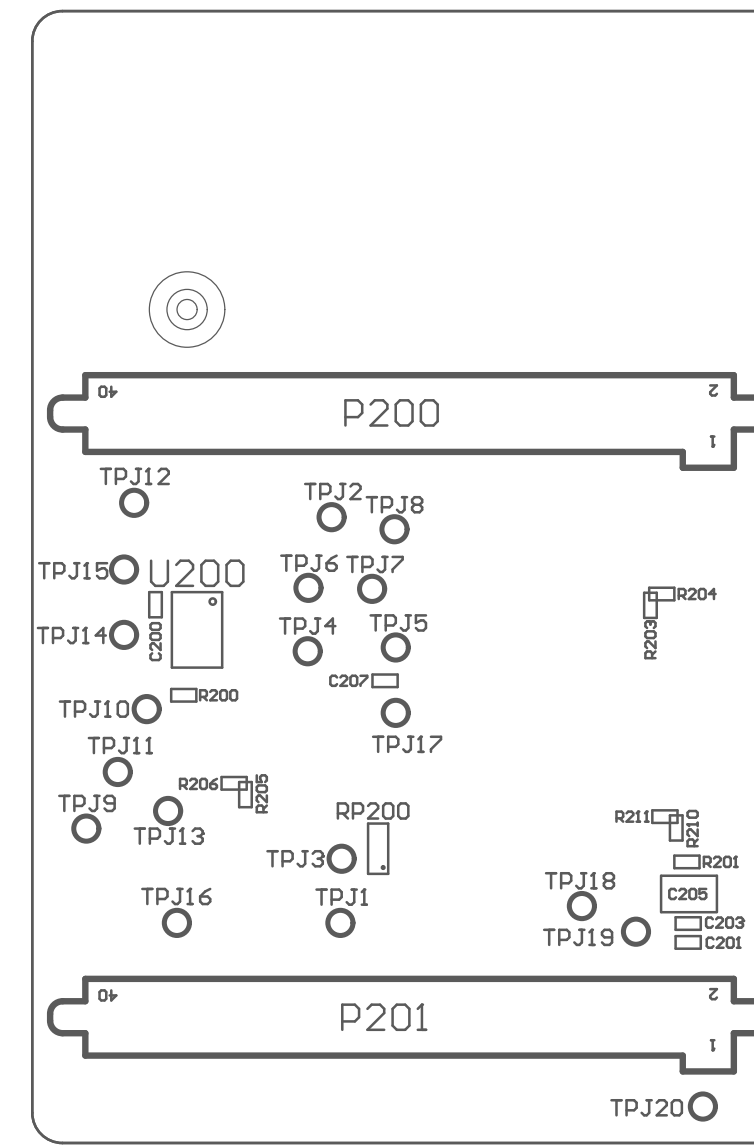 40
2
P200
1
TPJ12
TPJ2
TPJ8
TPJ15
U200
TPJ6
TPJ7
R204
TPJ14
C200
TPJ4
TPJ5
R203
C207
R200
TPJ10
TPJ17
TPJ11
R206
R205
TPJ9
TPJ13
RP200
R211
R210
TPJ3
R201
TPJ16
TPJ1
TPJ18
C205
TPJ19
C203
C201
40
2
P201
1
TPJ20